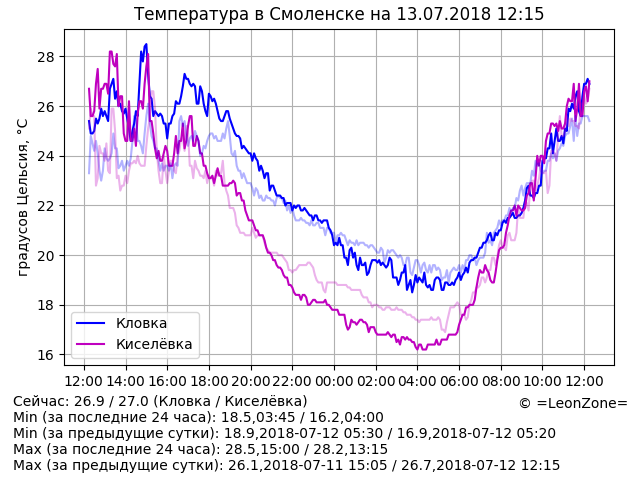 Температура в Смоленске на 13.07.2018 12:15
градусов Цельсия, °C
28
26
24
22
20
18
16
Кловка
Киселёвка
12:00 14:00 16:00 18:00 20:00 22:00 00:00 02:00 04:00 06:00 08:00 10:00 12:00
Сейчас: 26.9 / 27.0 (Кловка / Киселёвка)
© =LeonZone=
Min (за последние 24 часа): 18.5,03:45 / 16.2,04:00
Min (за предыдущие сутки): 18.9,2018-07-12 05:30 / 16.9,2018-07-12 05:20
Max (за последние 24 часа): 28.5,15:00 / 28.2,13:15
Max (за предыдущие сутки): 26.1,2018-07-11 15:05 / 26.7,2018-07-12 12:15